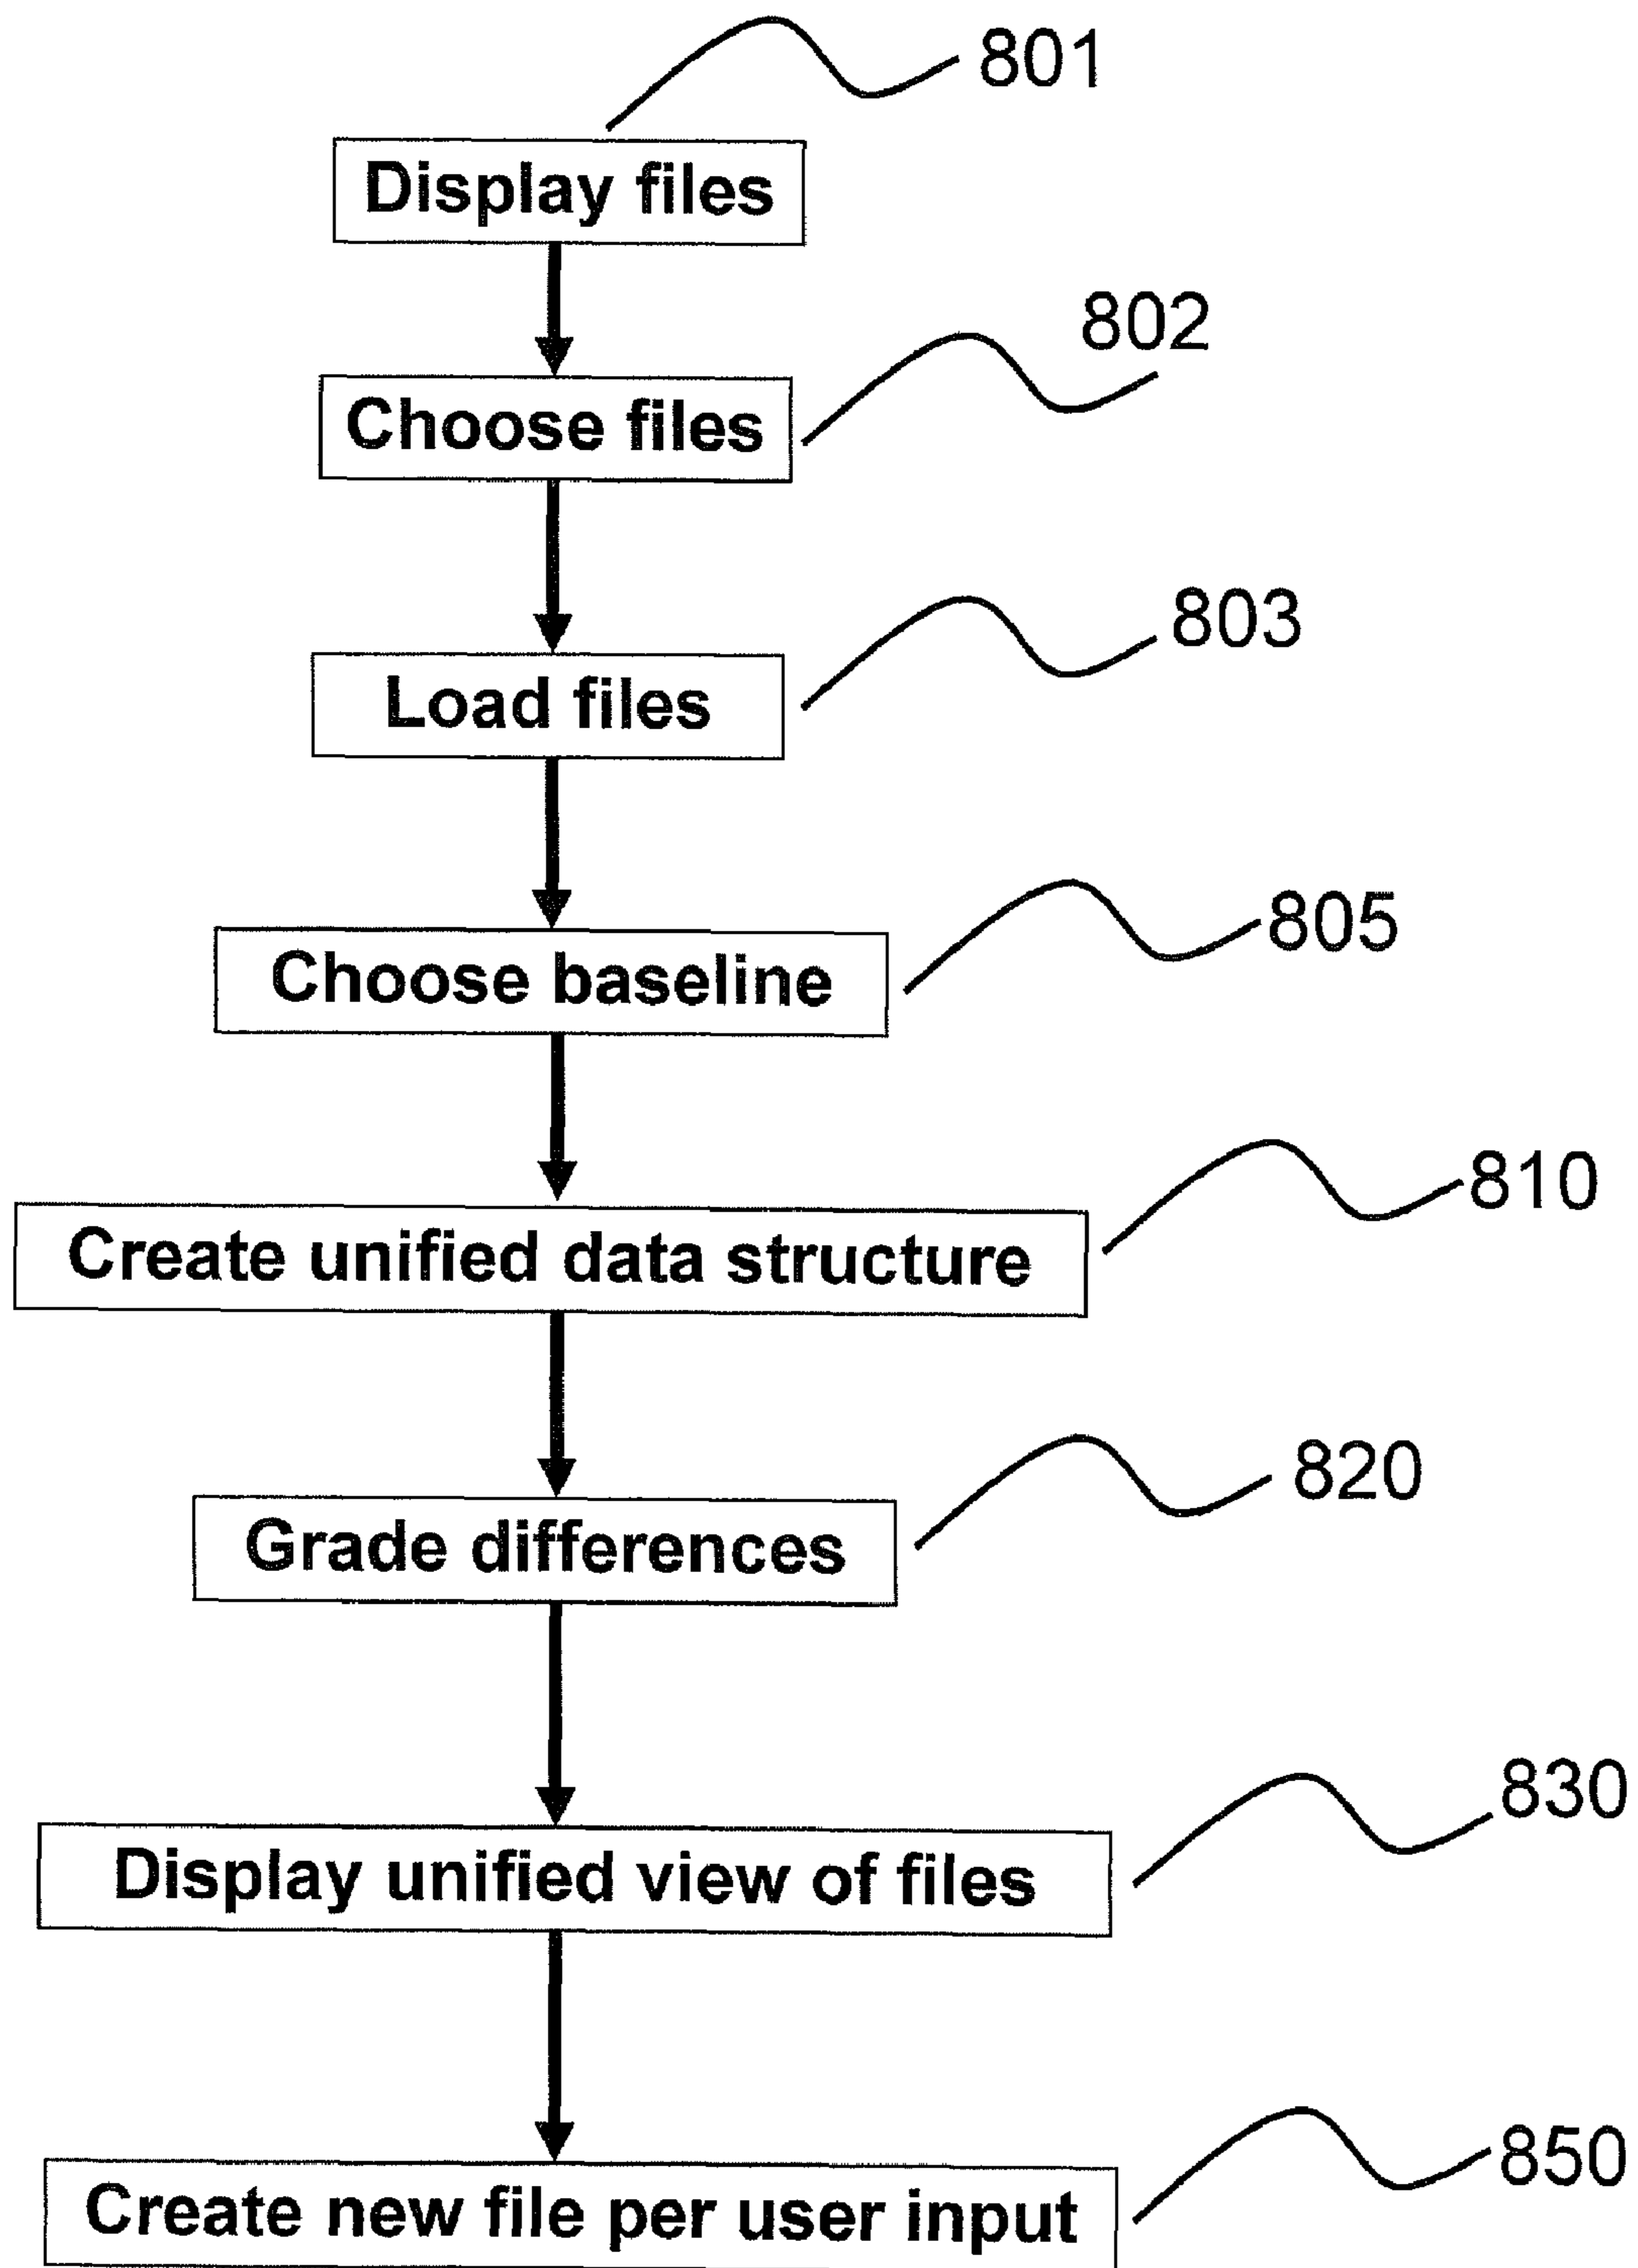 801
Display files
802
Choose files
803
Load files
805
Choose baseline
810
Create unified data structure
820
Grade differences
830
Display unified view of files
850
Create new file per user input